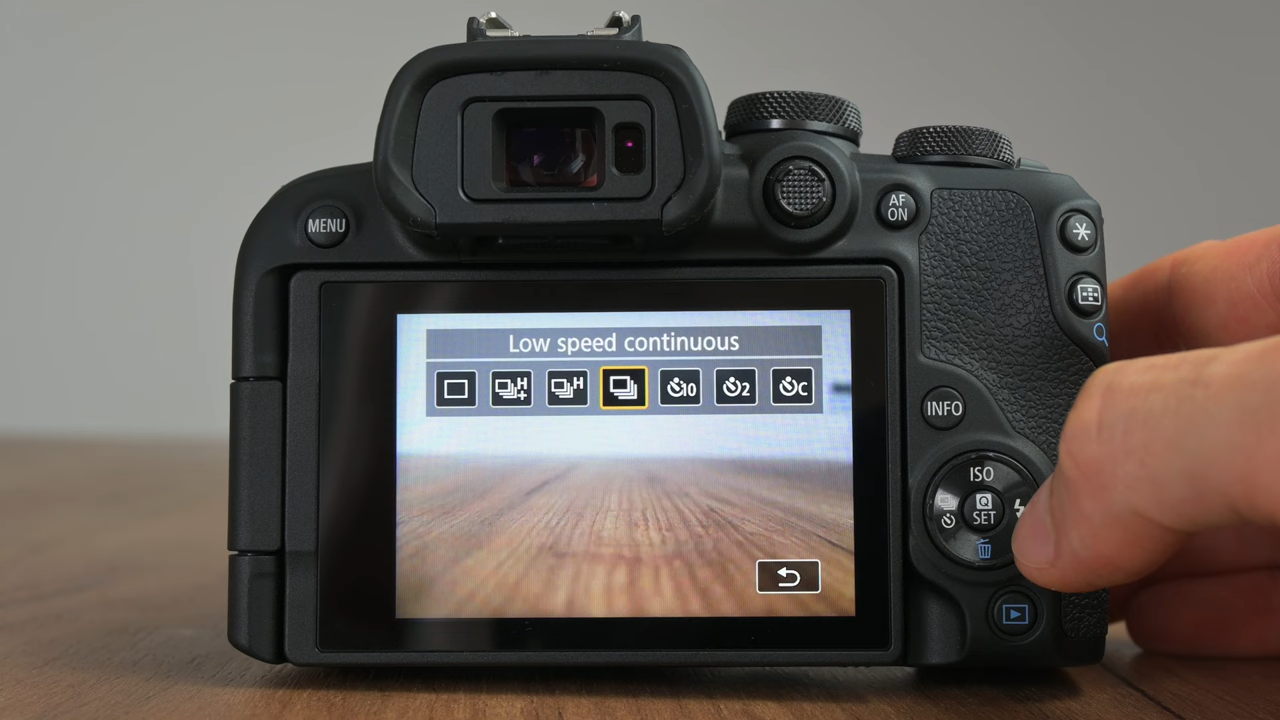 MENU
AF
ON
Low speed continuous
H+
H
10
2
C
INFO
ISO
Q
SET